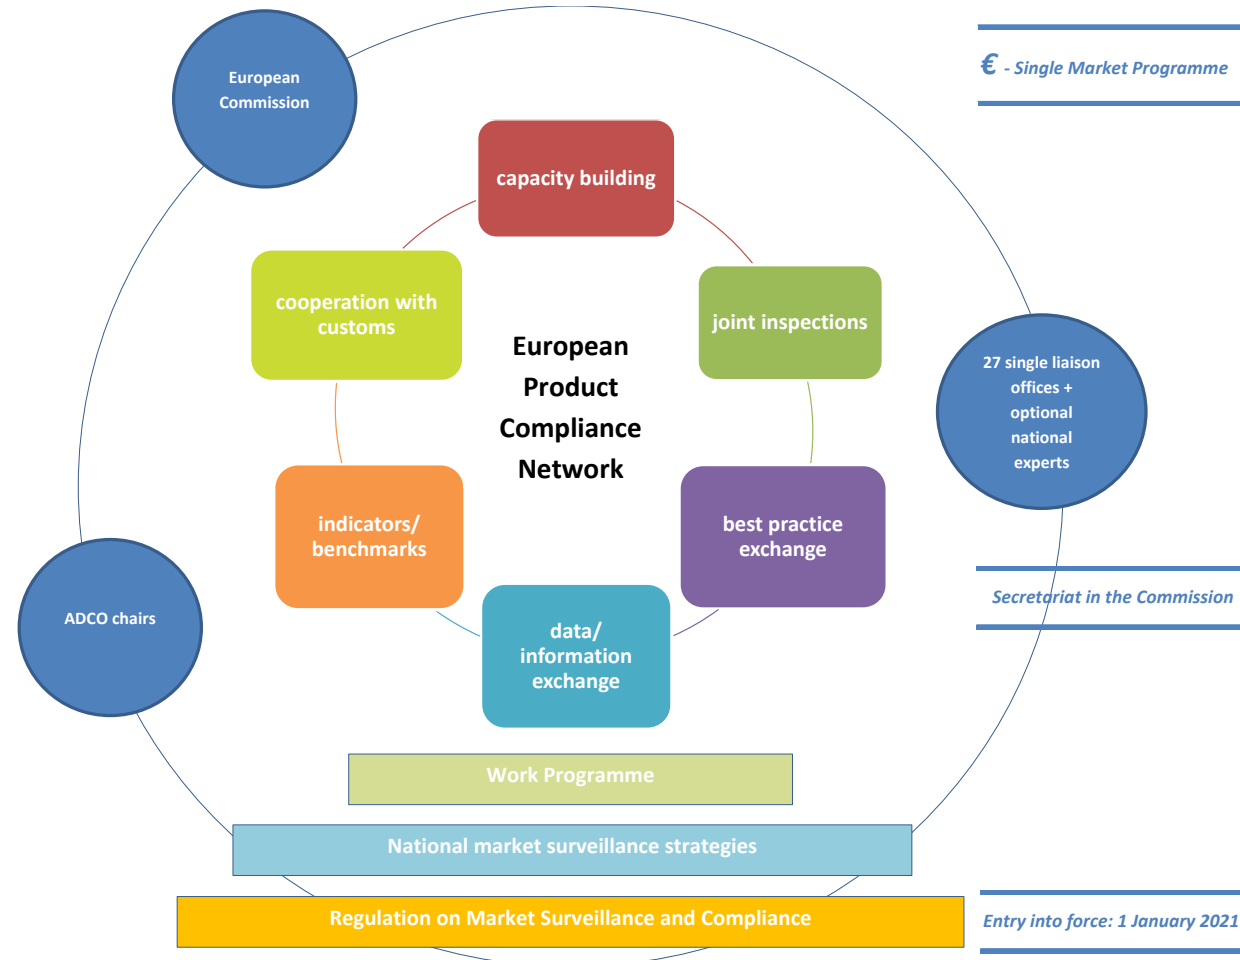 € - Single Market Programme
European
Commission
capacity building
cooperation with
customs
joint inspections
European
Product
Compliance
Network
27 single liaison
offices +
optional
national
experts
indicators/
benchmarks
best practice
exchange
ADCO chairs
Secretariat in the Commission
data/
information
exchange
Work Programme
National market surveillance strategies
Regulation on Market Surveillance and Compliance
Entry into force: 1 January 2021